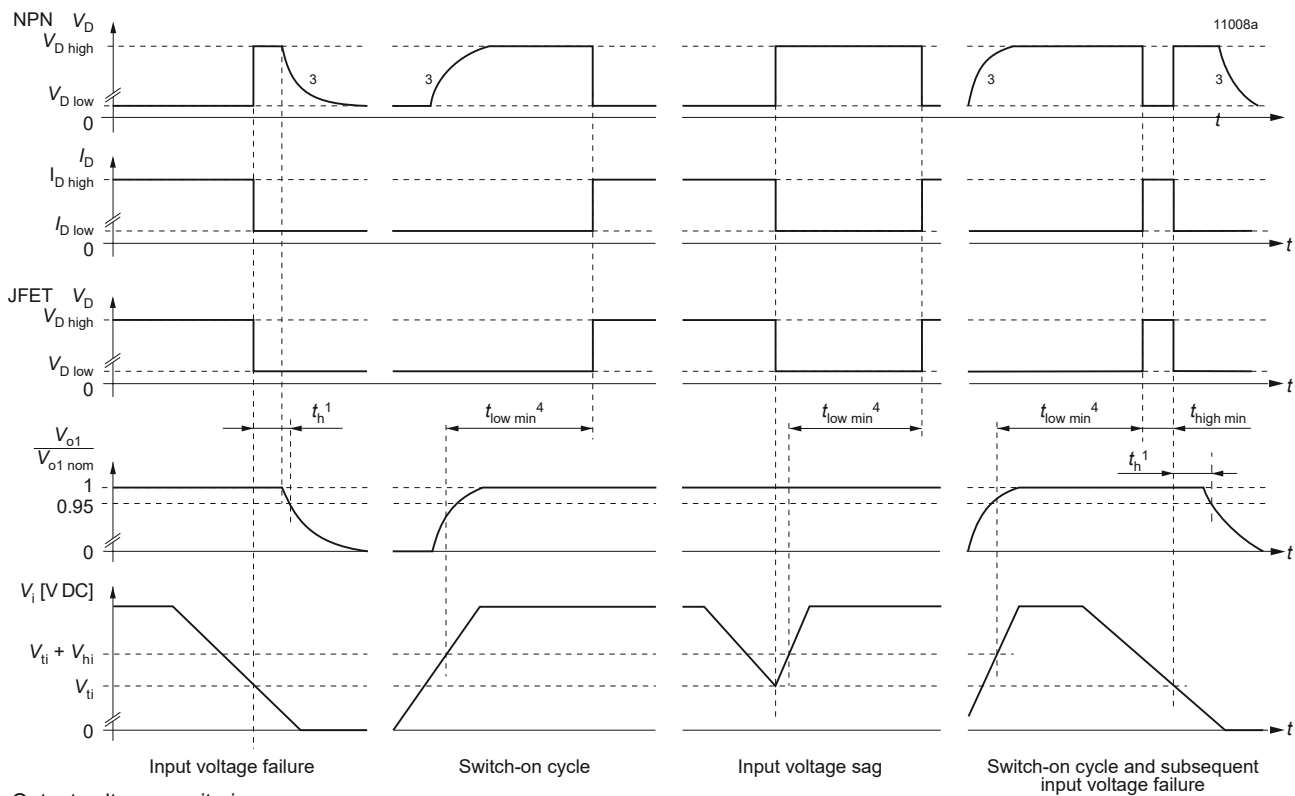 NPN V_D
11008a
V_D high
3
3
3
3
V_D low
0
t
I_D
I_D high
I_D low
0
t
JFET V_D
V_D high
V_D low
0
t
t_h^1
t_low min^4
t_low min^4
t_low min^4
t_high min
V_o1
V_o1 nom
t_h^1
1
0.95
0
t
V_i [V DC]
V_ti + V_hi
V_ti
0
t
Input voltage failure
Switch-on cycle
Input voltage sag
Switch-on cycle and subsequent
input voltage failure